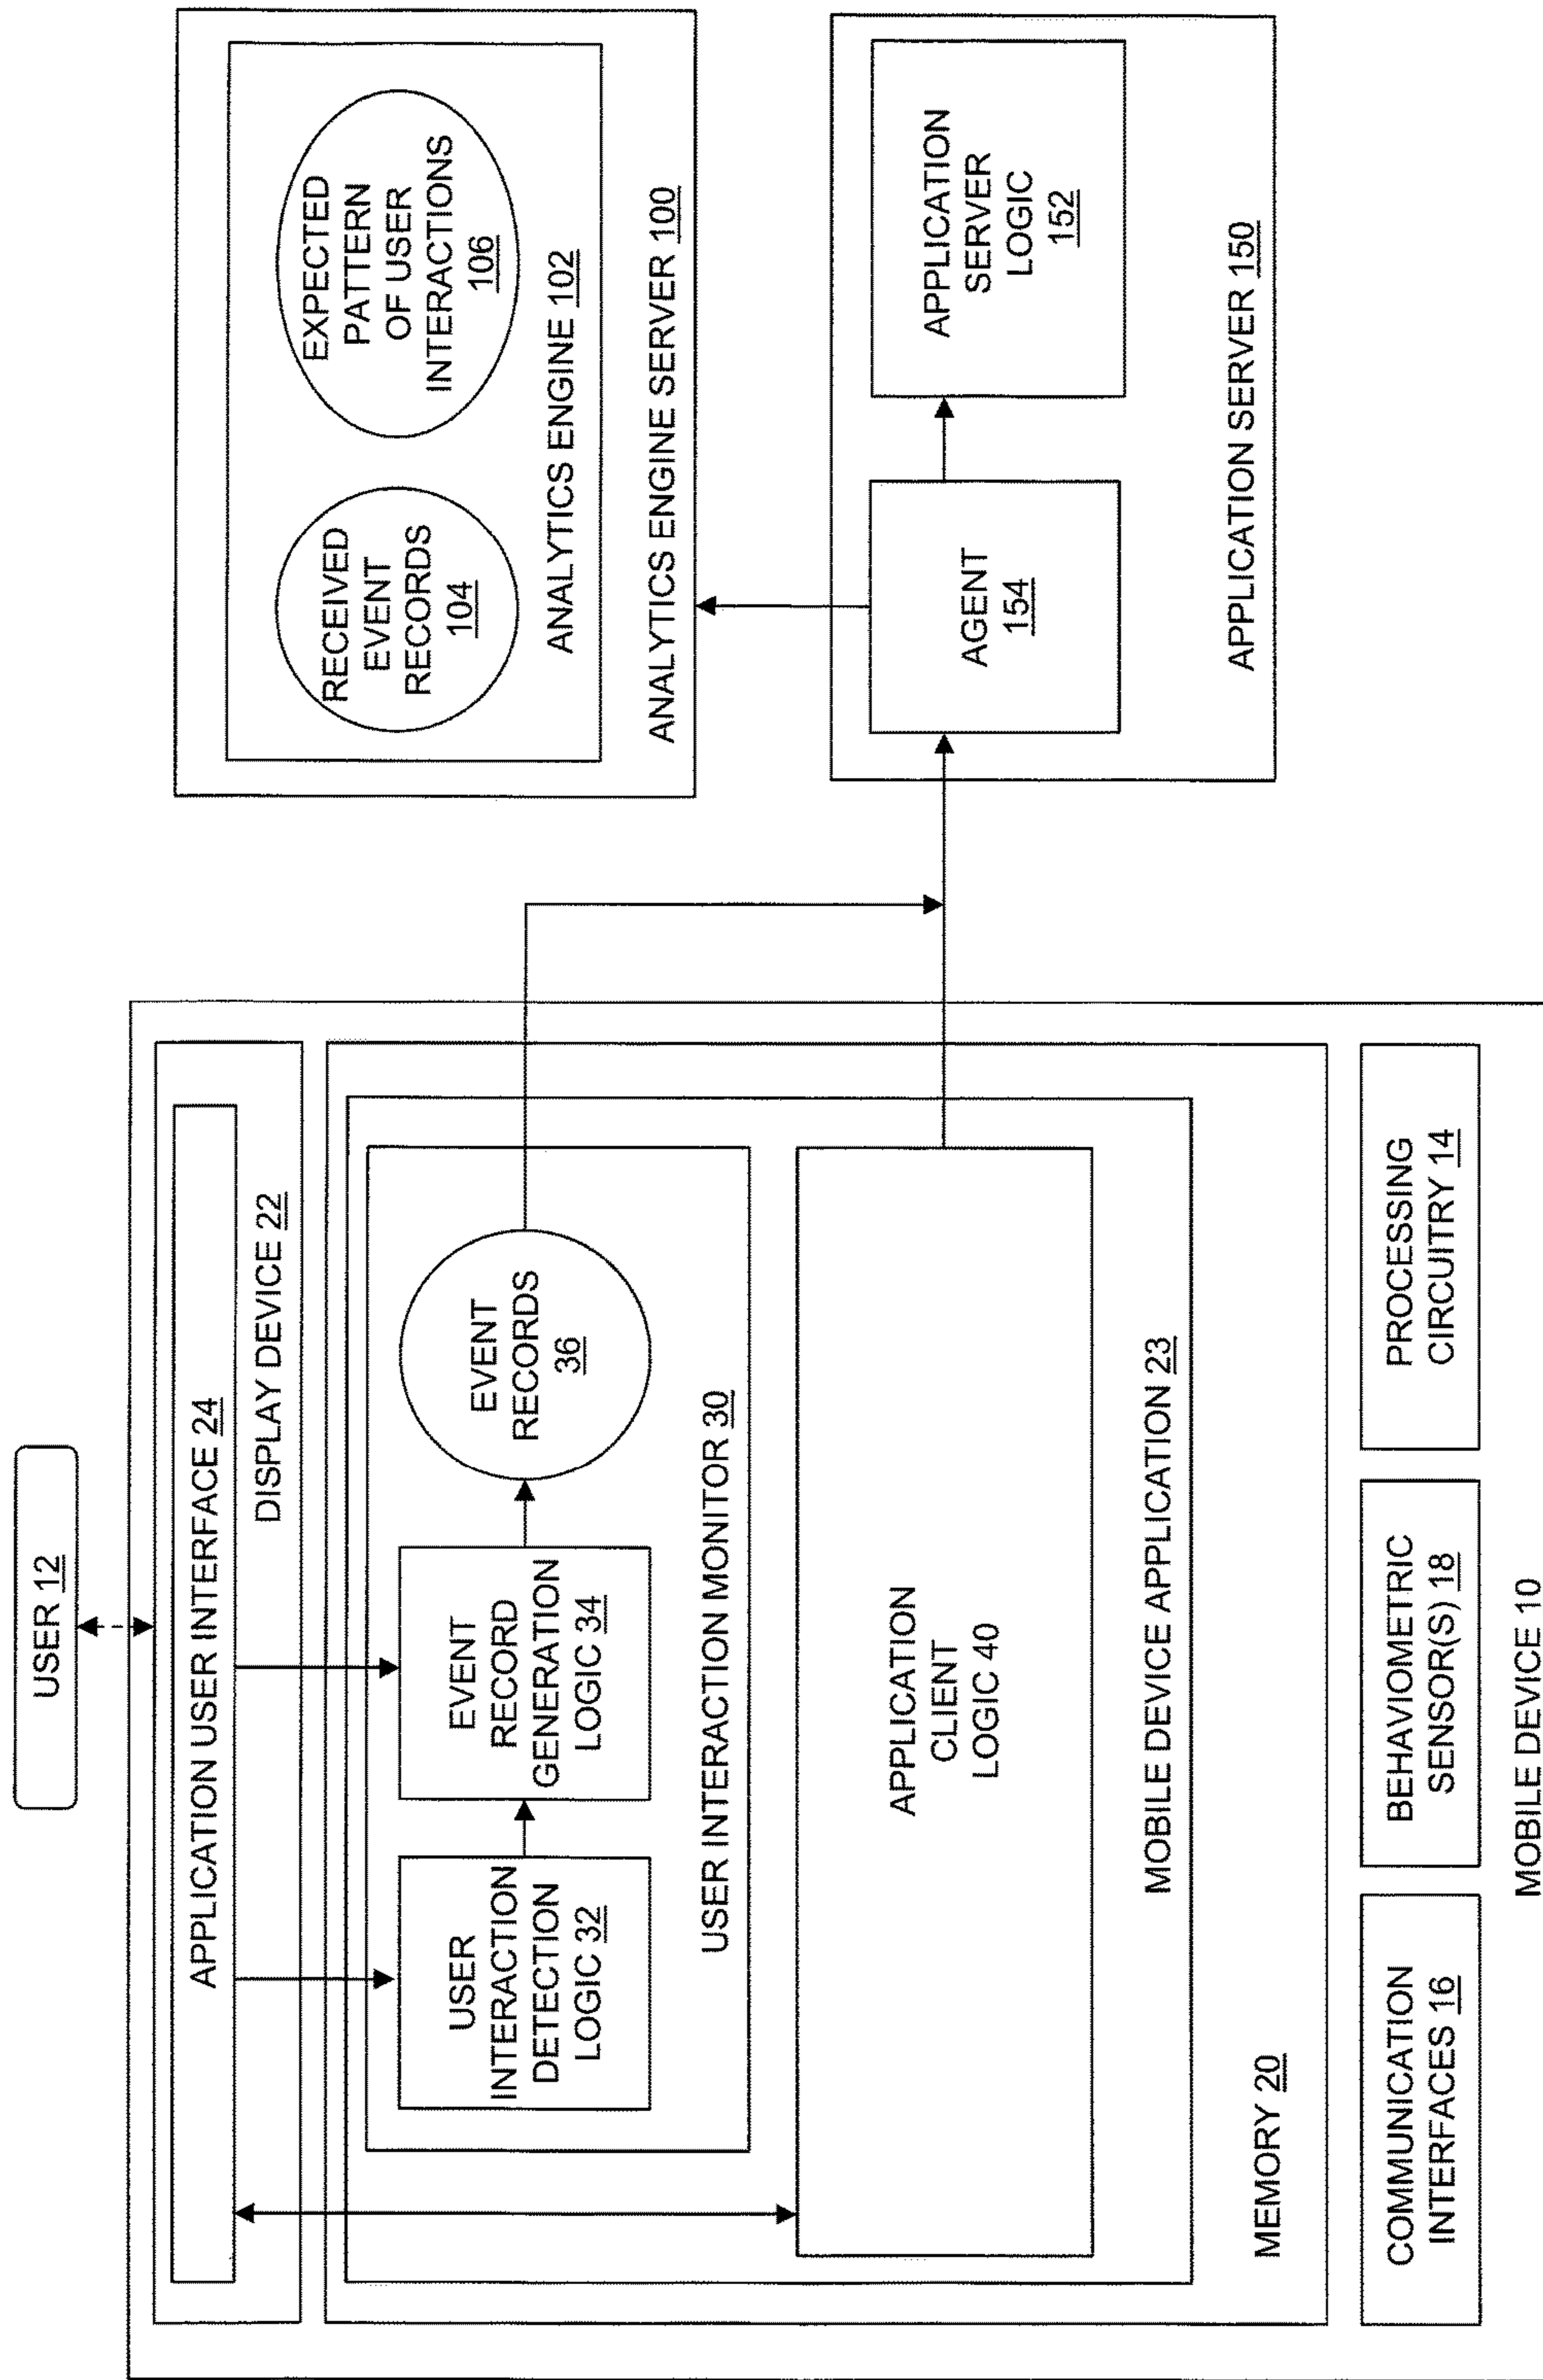 USER 12
APPLICATION USER INTERFACE 24
DISPLAY DEVICE 22
USER
INTERACTION
DETECTION
LOGIC 32
EVENT
RECORD
GENERATION
LOGIC 34
EVENT
RECORDS
36
USER INTERACTION MONITOR 30
APPLICATION
CLIENT
LOGIC 40
MOBILE DEVICE APPLICATION 23
MEMORY 20
COMMUNICATION
INTERFACES 16
BEHAVIOMETRIC
SENSOR(S) 18
PROCESSING
CIRCUITRY 14
MOBILE DEVICE 10
RECEIVED
EVENT
RECORDS
104
EXPECTED
PATTERN
OF USER
INTERACTIONS
106
ANALYTICS ENGINE 102
ANALYTICS ENGINE SERVER 100
AGENT
154
APPLICATION
SERVER
LOGIC
152
APPLICATION SERVER 150